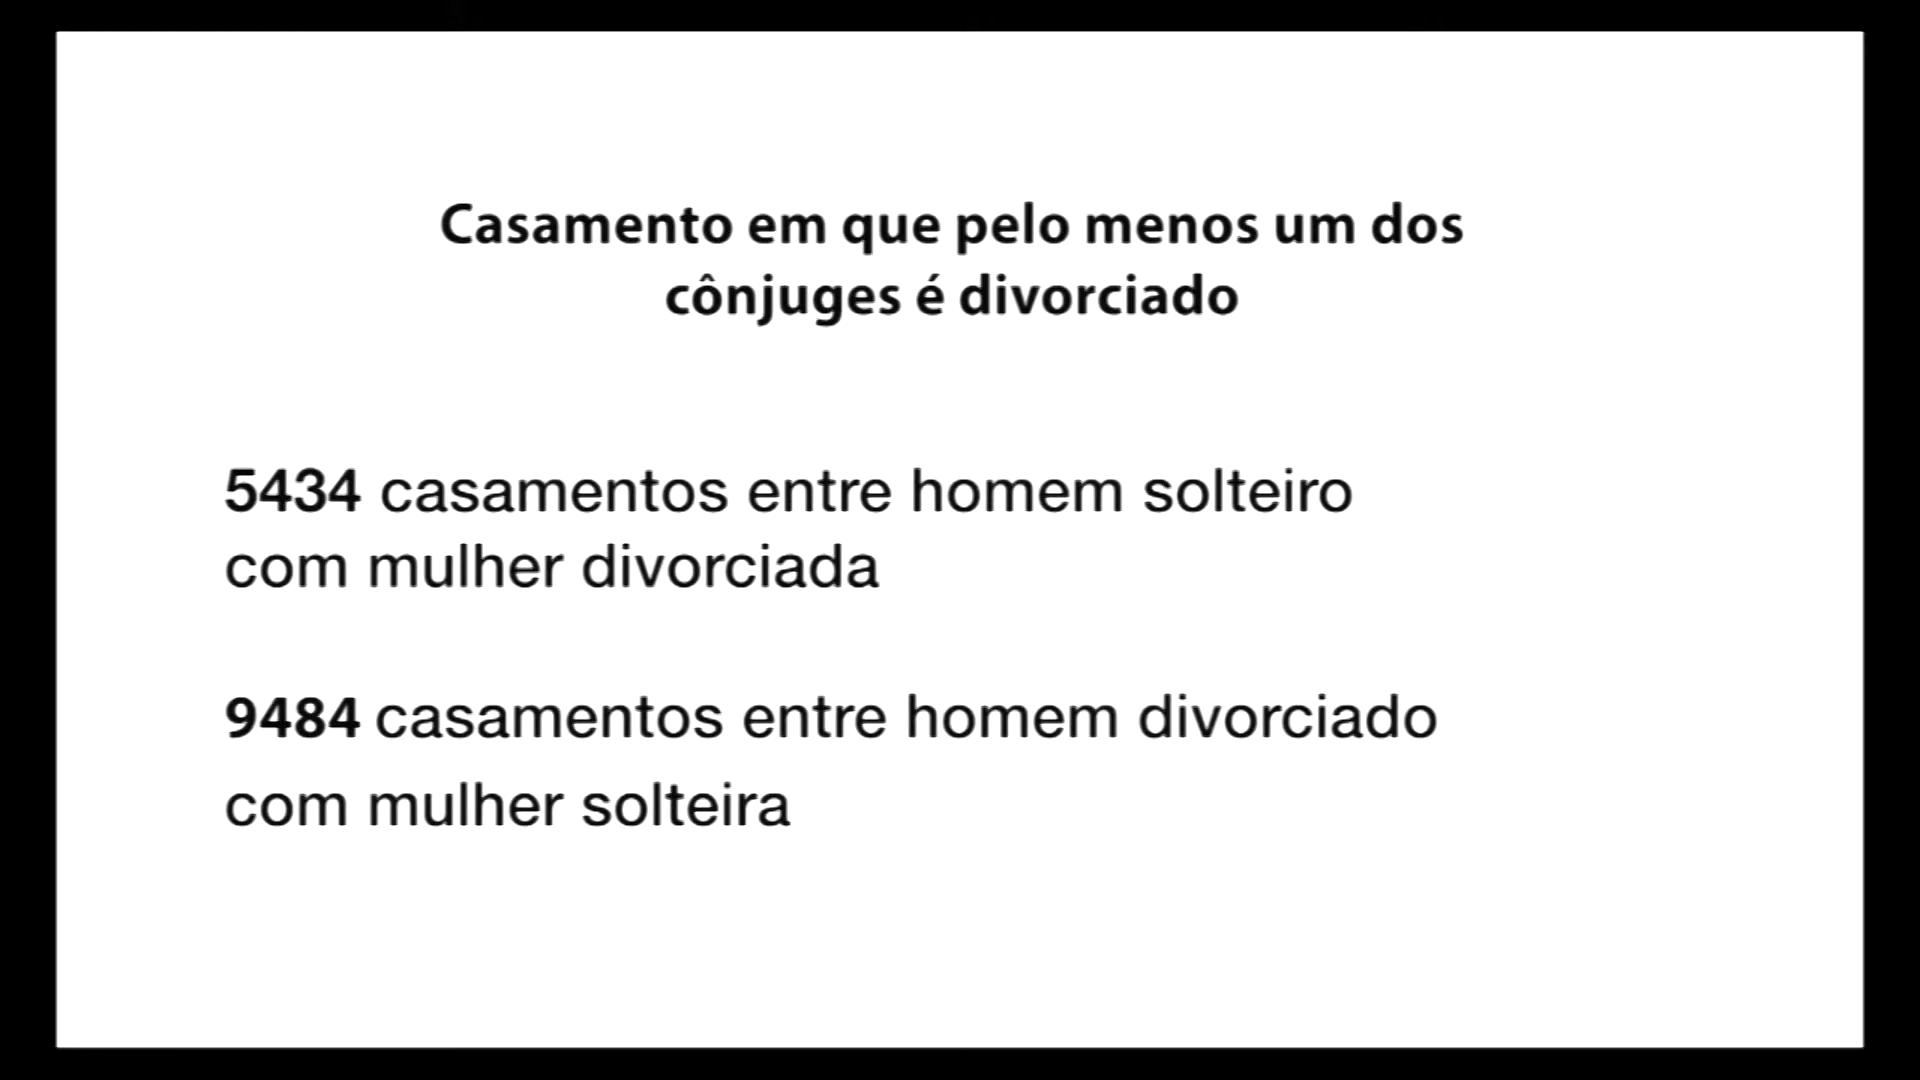 Casamento em que pelo menos um dos
cônjuges é divorciado
5434 casamentos entre homem solteiro
com mulher divorciada
9484 casamentos entre homem divorciado
com mulher solteira